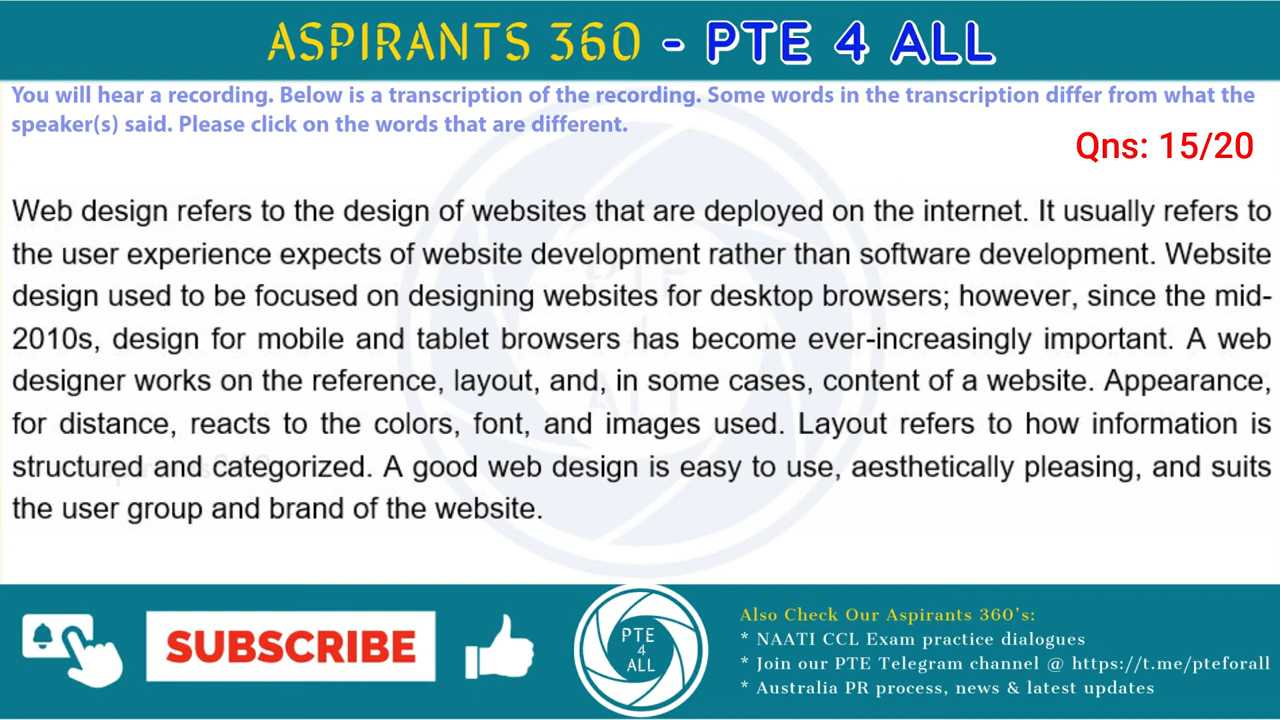 ASPIRANTS 360 - PTE 4 ALL
You will hear a recording. Below is a transcription of the recording. Some words in the transcription differ from what the
speaker(s) said. Please click on the words that are different.
Qns: 15/20
Web design refers to the design of websites that are deployed on the internet. It usually refers to
the user experience expects of website development rather than software development. Website
design used to be focused on designing websites for desktop browsers; however, since the mid-
2010s, design for mobile and tablet browsers has become ever-increasingly important. A web
designer works on the reference, layout, and, in some cases, content of a website. Appearance,
for distance, reacts to the colors, font, and images used. Layout refers to how information is
structured and categorized. A good web design is easy to use, aesthetically pleasing, and suits
the user group and brand of the website.
PTE
4
ALL
SUBSCRIBE
PTE
4
ALL
Also Check Our Aspirants 360's:
* NAATI CCL Exam practice dialogues
* Join our PTE Telegram channel @ https://t.me/pteforall
* Australia PR process, news & latest updates